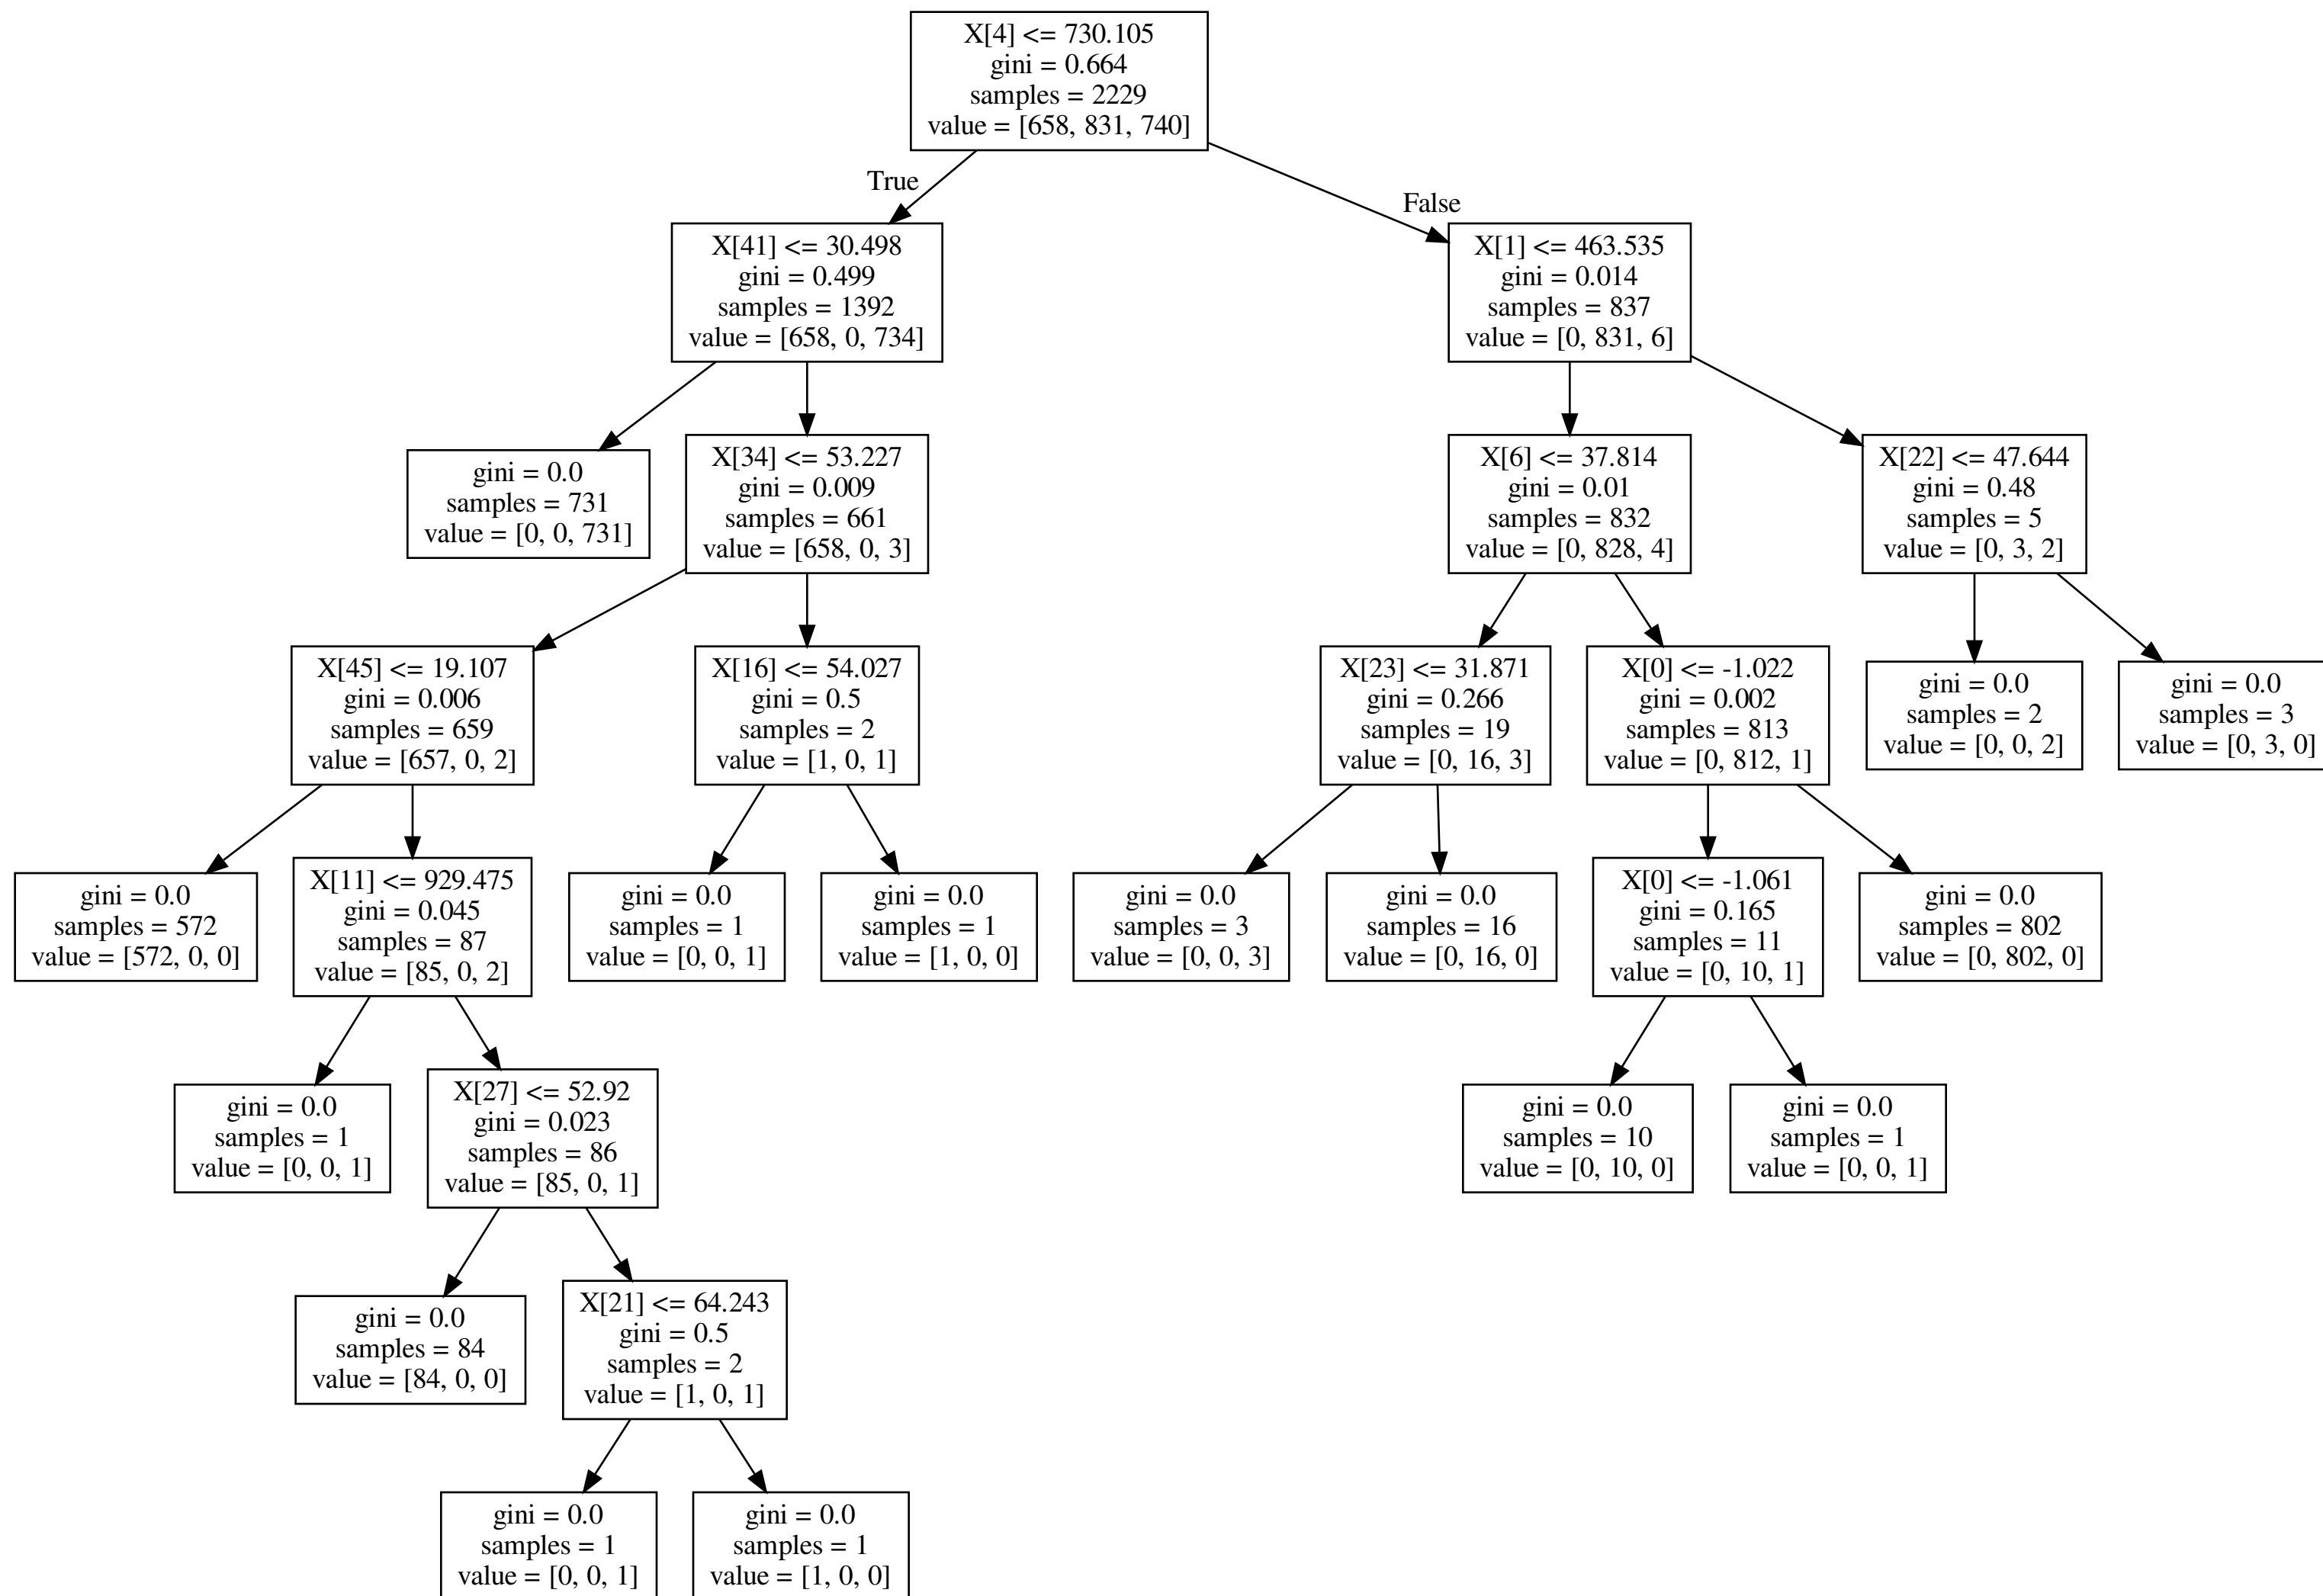 X[4] <= 730.105
gini = 0.664
samples = 2229
value = [658, 831, 740]
True
False
X[41] <= 30.498
gini = 0.499
samples = 1392
value = [658, 0, 734]
X[1] <= 463.535
gini = 0.014
samples = 837
value = [0, 831, 6]
gini = 0.0
samples = 731
value = [0, 0, 731]
X[34] <= 53.227
gini = 0.009
samples = 661
value = [658, 0, 3]
X[6] <= 37.814
gini = 0.01
samples = 832
value = [0, 828, 4]
X[22] <= 47.644
gini = 0.48
samples = 5
value = [0, 3, 2]
X[45] <= 19.107
gini = 0.006
samples = 659
value = [657, 0, 2]
X[16] <= 54.027
gini = 0.5
samples = 2
value = [1, 0, 1]
X[23] <= 31.871
gini = 0.266
samples = 19
value = [0, 16, 3]
X[0] <= -1.022
gini = 0.002
samples = 813
value = [0, 812, 1]
gini = 0.0
samples = 2
value = [0, 0, 2]
gini = 0.0
samples = 3
value = [0, 3, 0]
gini = 0.0
samples = 572
value = [572, 0, 0]
X[11] <= 929.475
gini = 0.045
samples = 87
value = [85, 0, 2]
gini = 0.0
samples = 1
value = [0, 0, 1]
gini = 0.0
samples = 1
value = [1, 0, 0]
gini = 0.0
samples = 3
value = [0, 0, 3]
gini = 0.0
samples = 16
value = [0, 16, 0]
X[0] <= -1.061
gini = 0.165
samples = 11
value = [0, 10, 1]
gini = 0.0
samples = 802
value = [0, 802, 0]
gini = 0.0
samples = 1
value = [0, 0, 1]
X[27] <= 52.92
gini = 0.023
samples = 86
value = [85, 0, 1]
gini = 0.0
samples = 10
value = [0, 10, 0]
gini = 0.0
samples = 1
value = [0, 0, 1]
gini = 0.0
samples = 84
value = [84, 0, 0]
X[21] <= 64.243
gini = 0.5
samples = 2
value = [1, 0, 1]
gini = 0.0
samples = 1
value = [0, 0, 1]
gini = 0.0
samples = 1
value = [1, 0, 0]